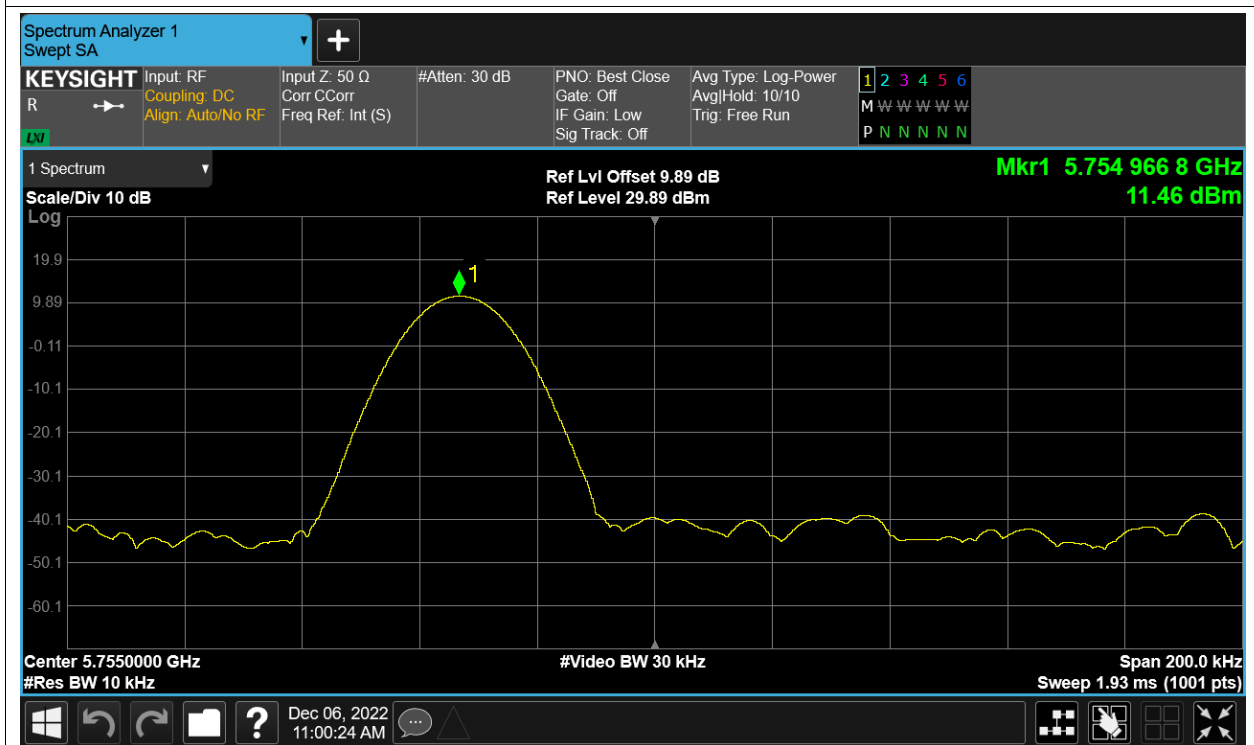 Spectrum Analyzer 1
Swept SA
+
KEYSIGHT
R
LXI
Input: RF
Coupling: DC
Align: Auto/No RF
Input Z: 50 Ω
Corr CCorr
Freq Ref: Int (S)
#Atten: 30 dB
PNO: Best Close
Gate: Off
IF Gain: Low
Sig Track: Off
Avg Type: Log-Power
Avg|Hold: 10/10
Trig: Free Run
1 2 3 4 5 6
M W W W W W
P N N N N N
1 Spectrum
Scale/Div 10 dB
Ref Lvl Offset 9.89 dB
Ref Level 29.89 dBm
Mkr1 5.754 966 8 GHz
11.46 dBm
Log
19.9
9.89
-0.11
-10.1
-20.1
-30.1
-40.1
-50.1
-60.1
1
Center 5.7550000 GHz
#Res BW 10 kHz
#Video BW 30 kHz
Span 200.0 kHz
Sweep 1.93 ms (1001 pts)
?
Dec 06, 2022
11:00:24 AM